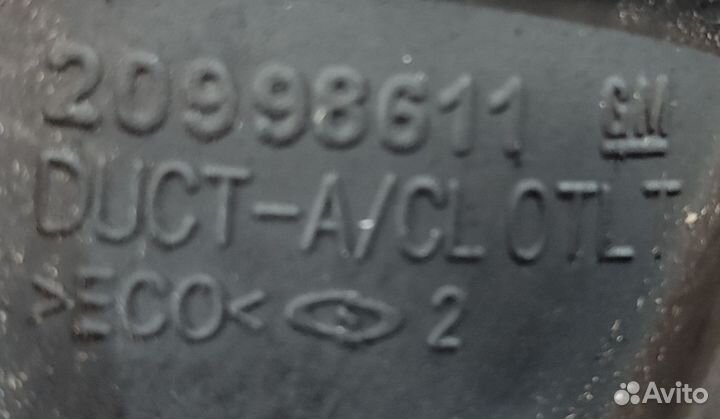 20998611 GM
DUCT-A/CL OTLT
>ECO< 2
Avito